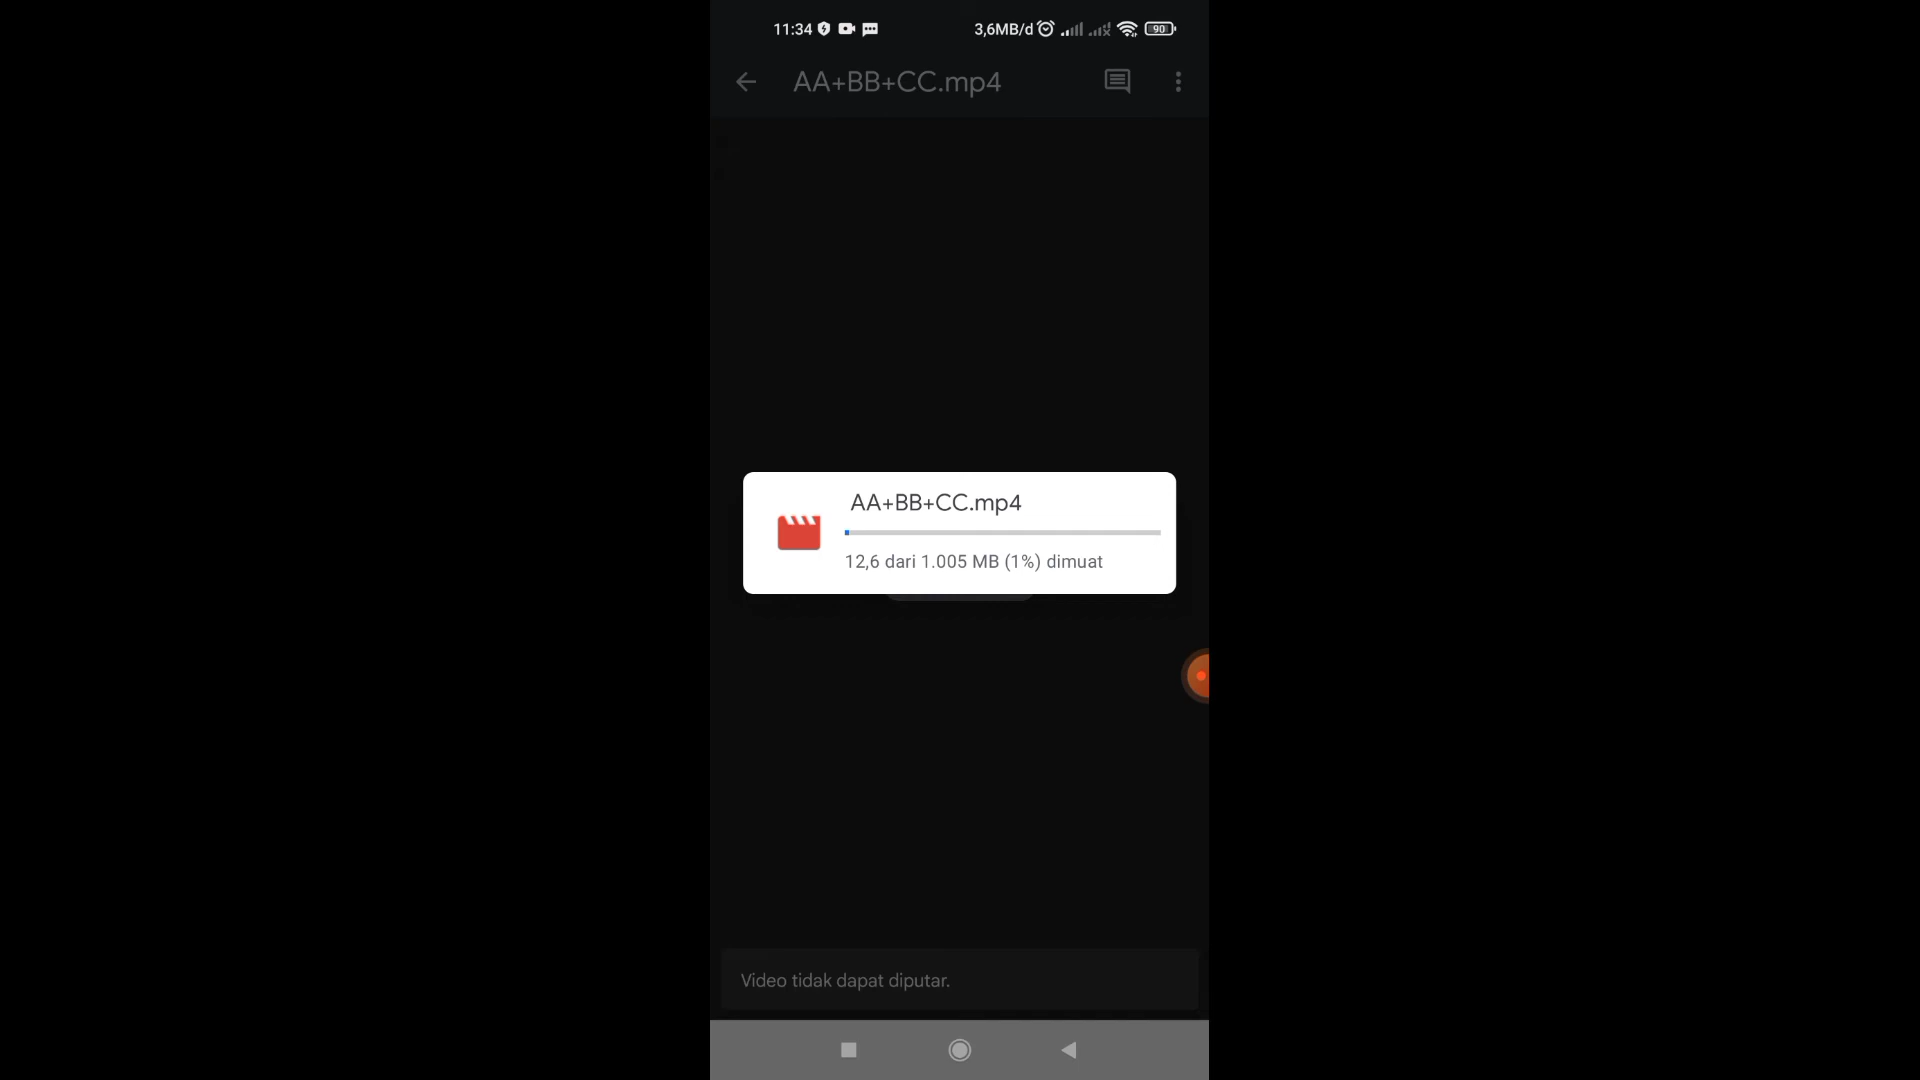 11:34
3,6MB/d
90
AA+BB+CC.mp4
AA+BB+CC.mp4
12,6 dari 1.005 MB (1%) dimuat
Video tidak dapat diputar.